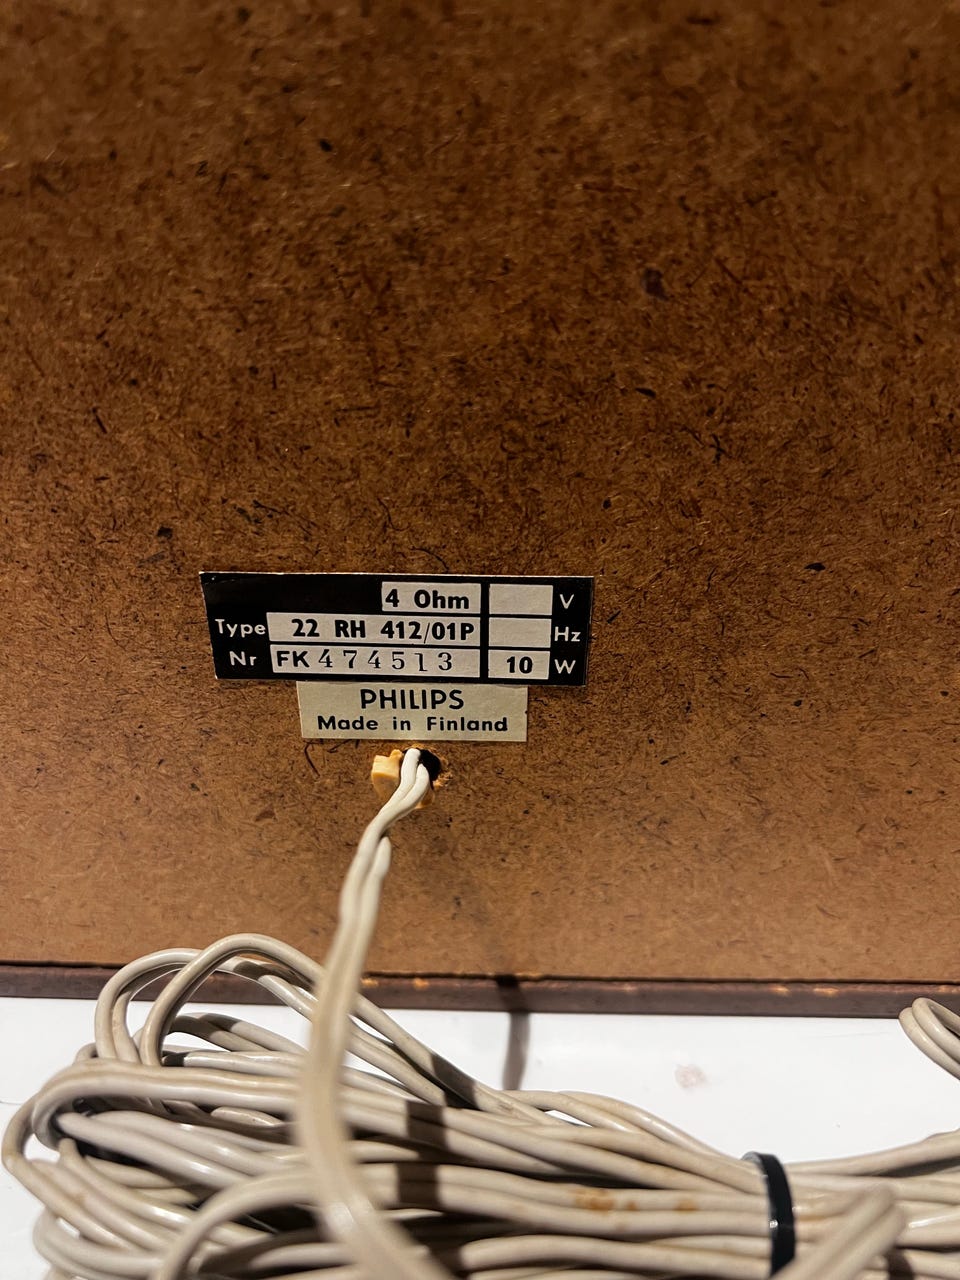 4 Ohm V
Type 22 RH 412/01P Hz
Nr FK 474513 10 W
PHILIPS
Made in Finland